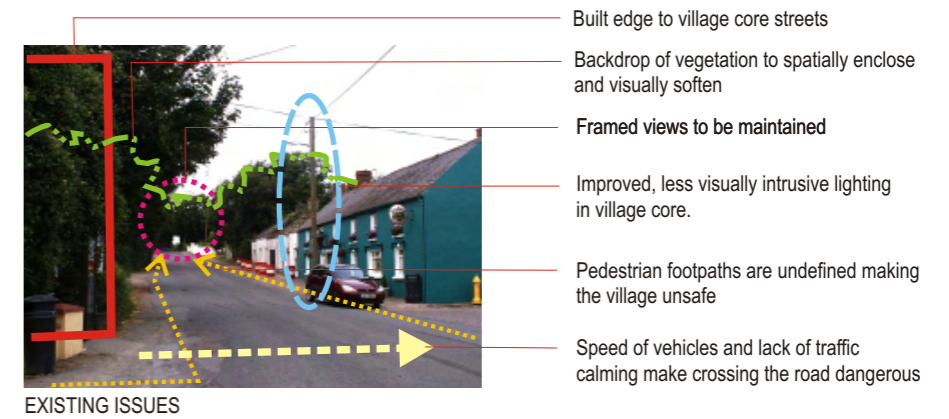 Built edge to village core streets
Backdrop of vegetation to spatially enclose
and visually soften
Framed views to be maintained
Improved, less visually intrusive lighting
in village core.
Pedestrian footpaths are undefined making
the village unsafe
Speed of vehicles and lack of traffic
calming make crossing the road dangerous
EXISTING ISSUES